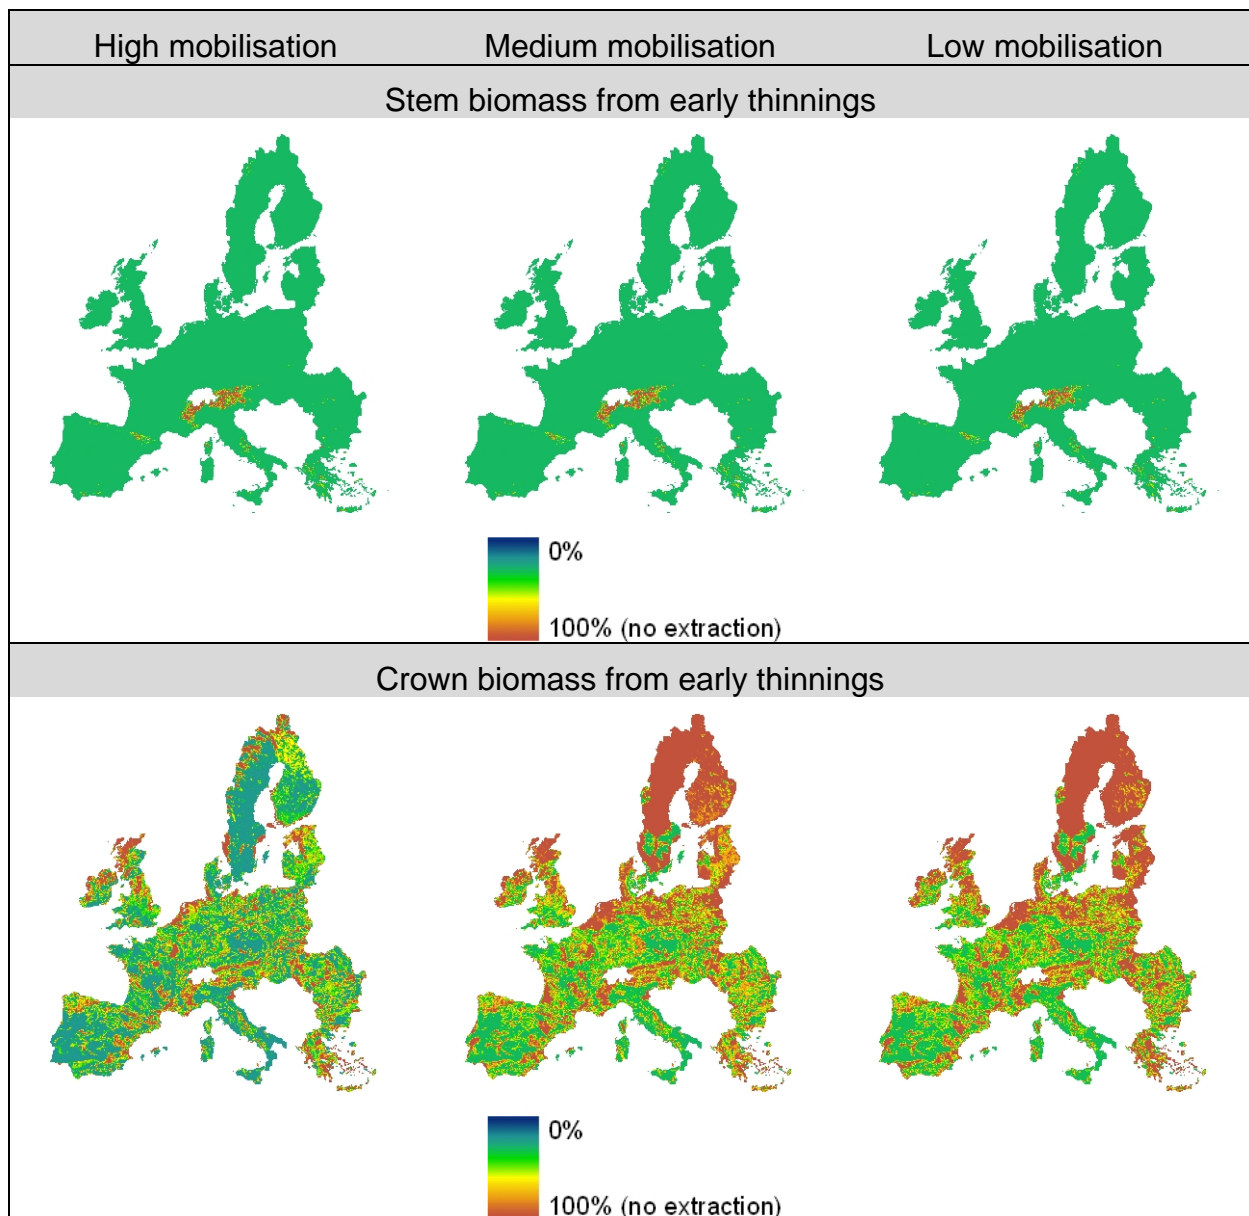 High mobilisation Medium mobilisation Low mobilisation
Stem biomass from early thinnings
0%
100% (no extraction)
Crown biomass from early thinnings
0%
100% (no extraction)